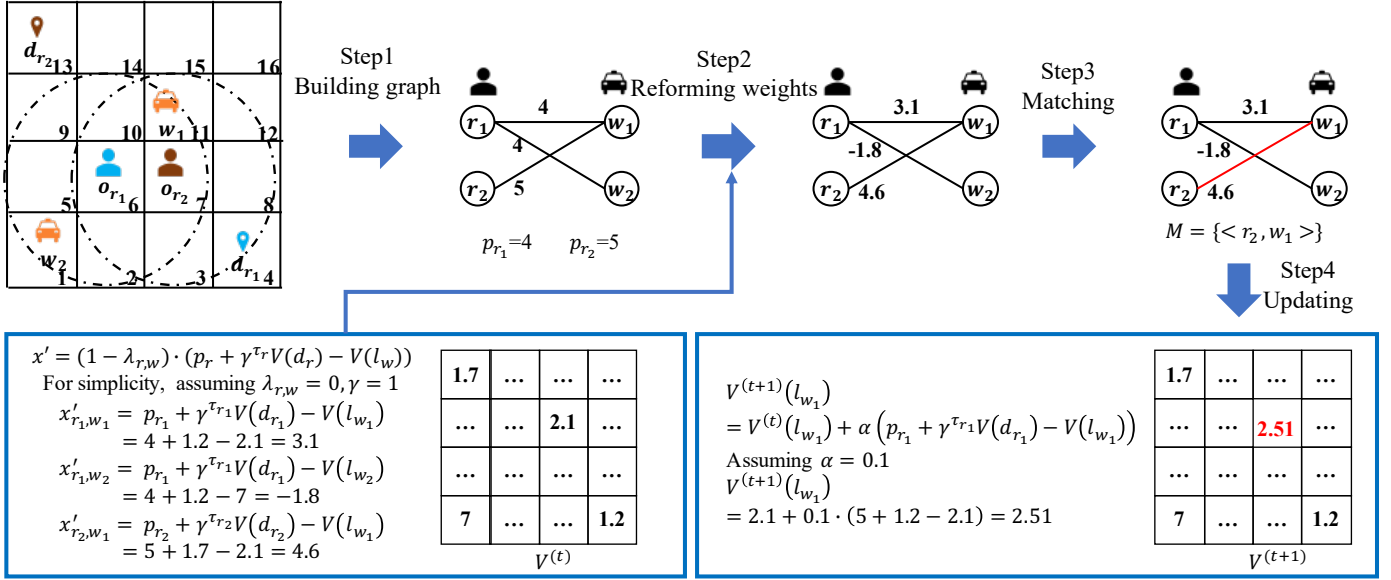 d_{r_2}
13 14 15 16
w_1
9 10 11 12
o_{r_1} o_{r_2}
5 6 7 8
w_2 d_{r_1}
1 2 3 4
Step1
Building graph
4
r_1 w_1
4
5
r_2 w_2
p_{r_1}=4 p_{r_2}=5
Step2
Reforming weights
3.1
r_1 w_1
-1.8
r_2 4.6 w_2
Step3
Matching
3.1
r_1 w_1
-1.8
r_2 4.6 w_2
M = {< r_2, w_1 >}
Step4
Updating
x' = (1 − λ_{r,w}) · (p_r + γ^{τ_r}V(d_r) − V(l_w))
For simplicity, assuming λ_{r,w} = 0, γ = 1
x'_{r_1,w_1} = p_{r_1} + γ^{τ_{r1}}V(d_{r_1}) − V(l_{w_1})
= 4 + 1.2 − 2.1 = 3.1
x'_{r_1,w_2} = p_{r_1} + γ^{τ_{r1}}V(d_{r_1}) − V(l_{w_2})
= 4 + 1.2 − 7 = −1.8
x'_{r_2,w_1} = p_{r_2} + γ^{τ_{r2}}V(d_{r_2}) − V(l_{w_1})
= 5 + 1.7 − 2.1 = 4.6
1.7 ... ... ...
... ... 2.1 ...
... ... ... ...
7 ... ... 1.2
V^{(t)}
V^{(t+1)}(l_{w_1})
= V^{(t)}(l_{w_1}) + α(p_{r_1} + γ^{τ_{r1}}V(d_{r_1}) − V(l_{w_1}))
Assuming α = 0.1
V^{(t+1)}(l_{w_1})
= 2.1 + 0.1 · (5 + 1.2 − 2.1) = 2.51
1.7 ... ... ...
... ... 2.51 ...
... ... ... ...
7 ... ... 1.2
V^{(t+1)}